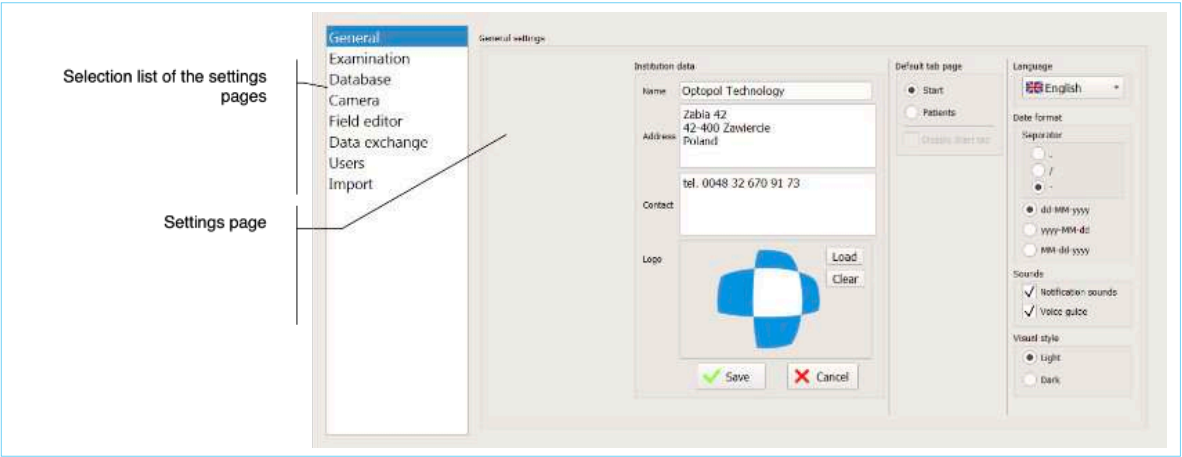 Selection list of the settings
pages
Settings page
General
Examination
Database
Camera
Field editor
Data exchange
Users
Import
General settings
Institution data
Name
Optopol Technology
Address
Zabia 42
42-400 Zawiercie
Poland
Contact
tel. 0048 32 670 91 73
Logo
Load
Clear
Save
Cancel
Default tab page
Start
Patients
Language
English
Date format
Separator
.
/
-
dd-MM-yyyy
yyyy-MM-dd
MM-dd-yyyy
Sounds
Notification sounds
Voice guide
Visual style
Light
Dark